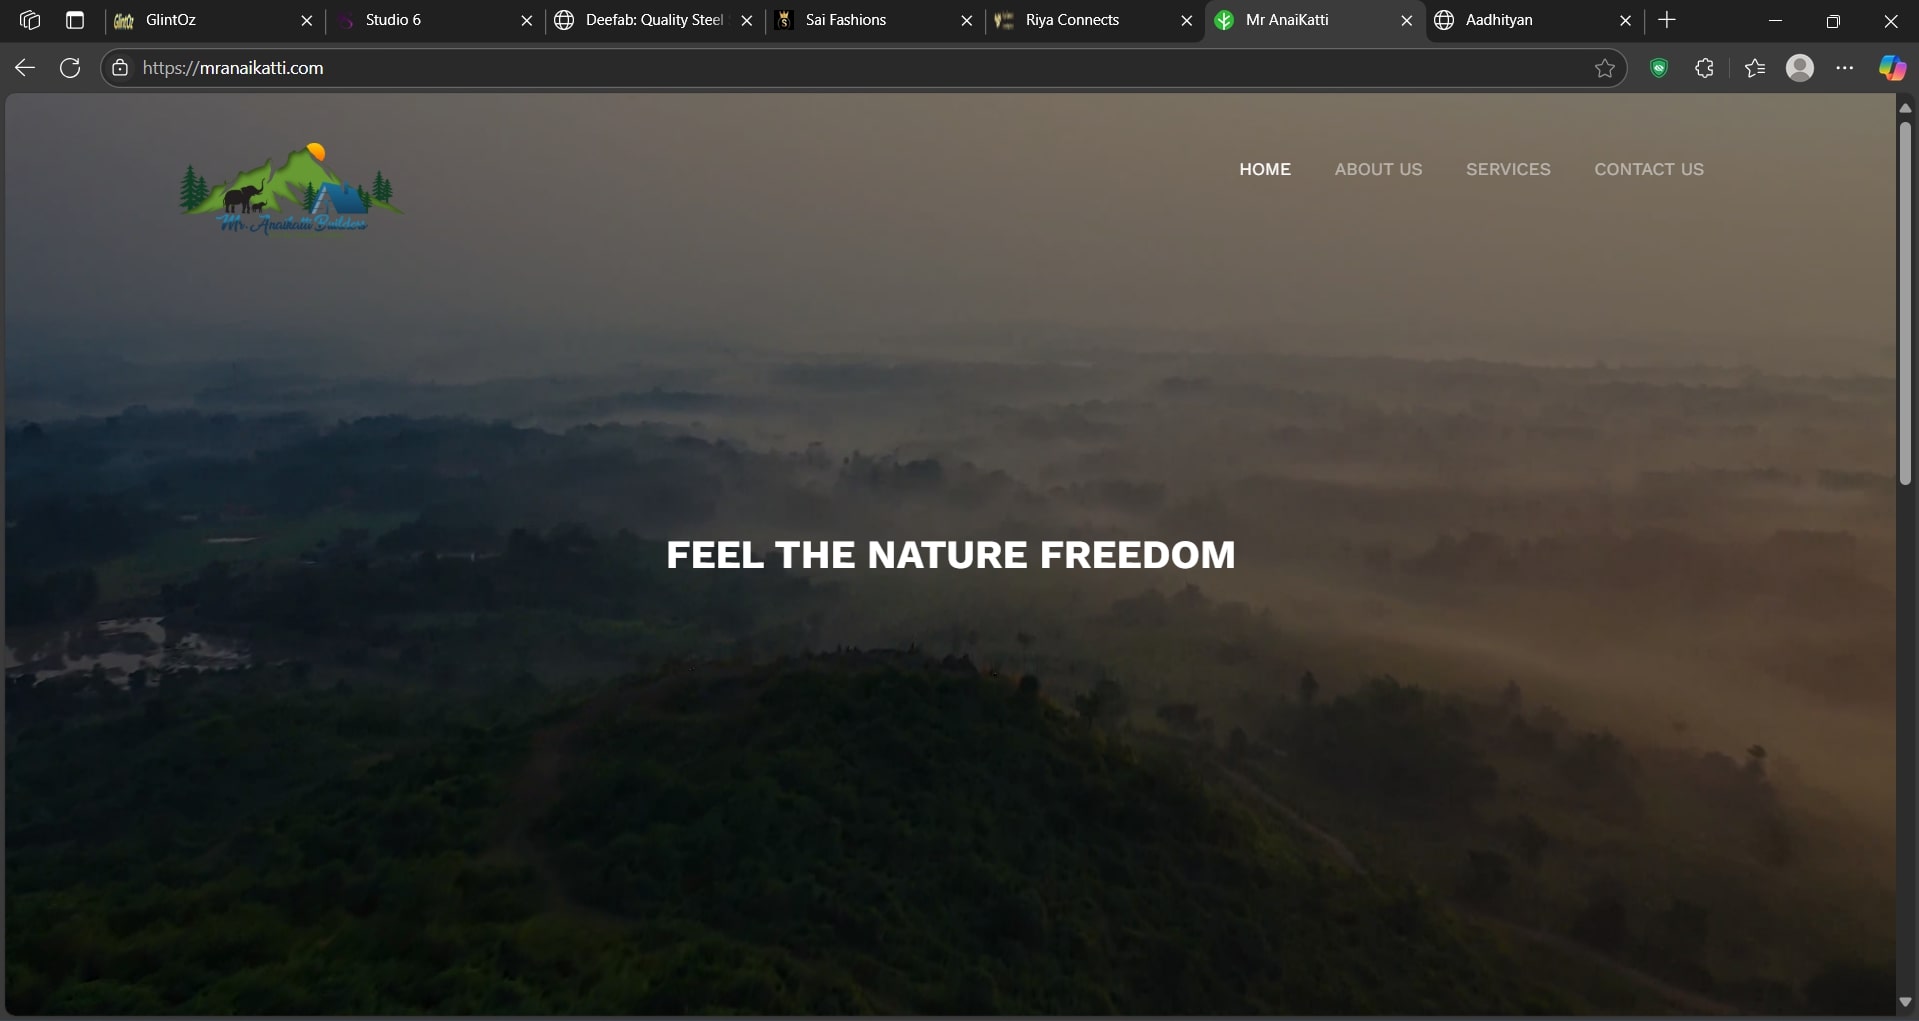 GlintOz
Studio 6
Deefab: Quality Steel
Sai Fashions
Riya Connects
Mr AnaiKatti
Aadhityan
https://mranaikatti.com
Mr. Anaikatti Builders
HOME
ABOUT US
SERVICES
CONTACT US
FEEL THE NATURE FREEDOM